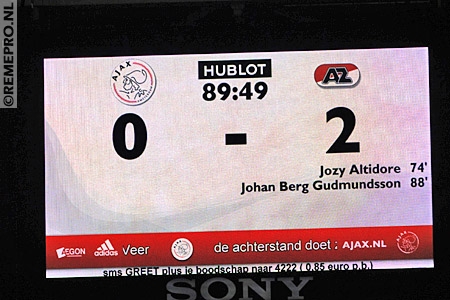 ©REMEPRO.NL
AJAX
HUBLOT
AZ
89:49
0 - 2
Jozy Altidore 74'
Johan Berg Gudmundsson 88'
AEGON adidas Veer de achterstand doet : AJAX.NL
sms GREET plus je boodschap naar 4222 ( 0,85 euro p.b.)
SONY